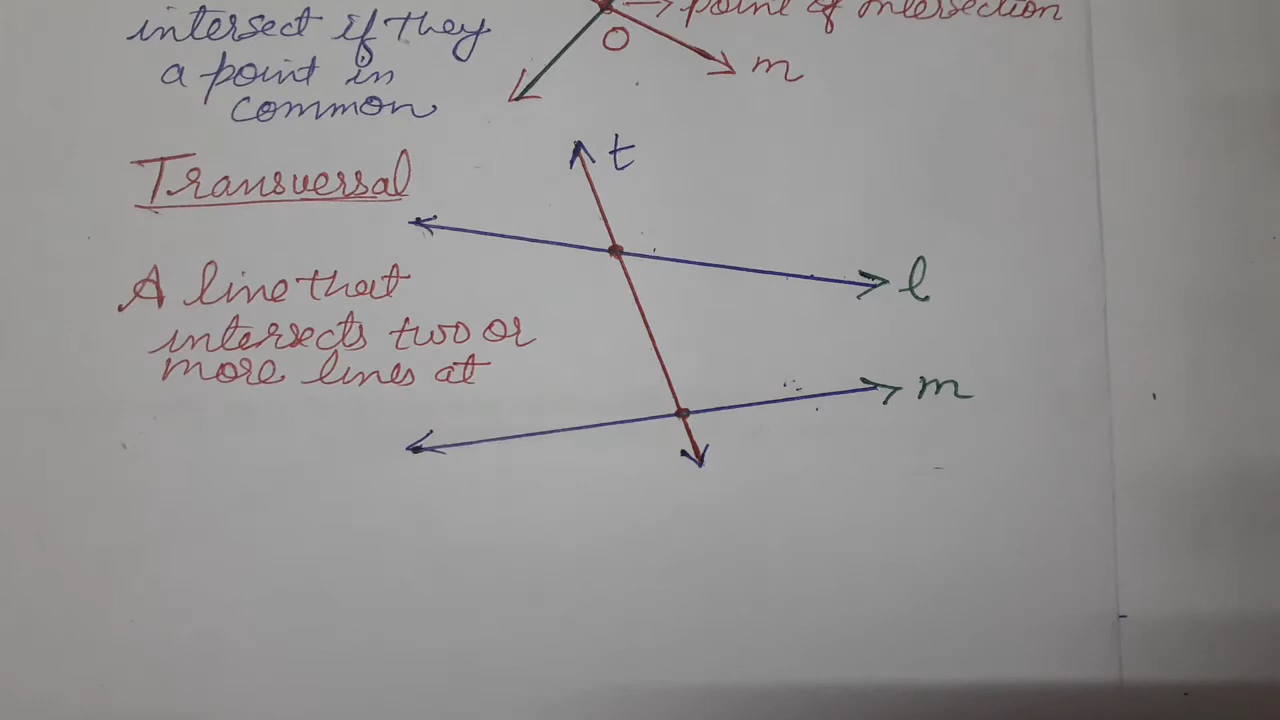 intersect if they
a point in
common
→ point of intersection
O
m
Transversal
t
l
A line that
intersects two or
more lines at
m